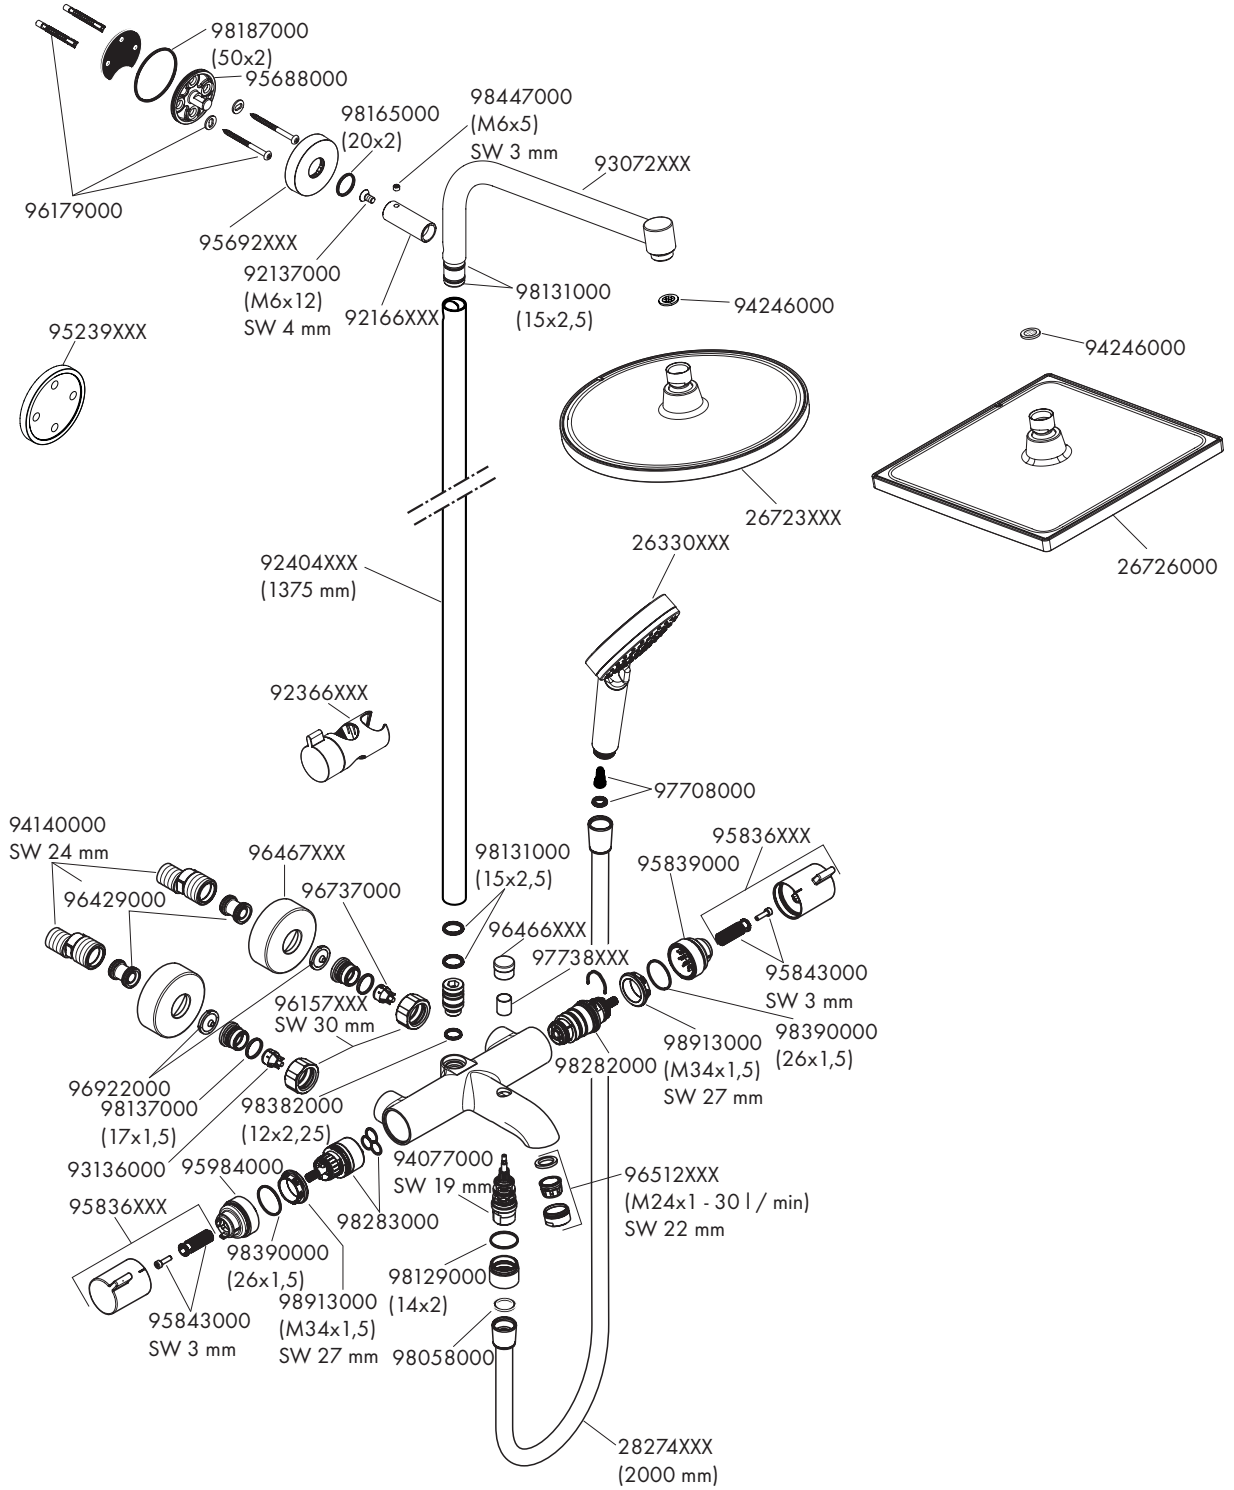 98187000
(50x2)
95688000
98165000
(20x2)
98447000
(M6x5)
SW 3 mm
93072XXX
96179000
95692XXX
92137000
(M6x12)
SW 4 mm
92166XXX
98131000
(15x2,5)
94246000
95239XXX
94246000
26723XXX
26726000
26330XXX
92404XXX
(1375 mm)
92366XXX
97708000
94140000
SW 24 mm
96429000
96467XXX
96737000
98131000
(15x2,5)
95836XXX
95839000
96466XXX
97738XXX
95843000
SW 3 mm
96157XXX
SW 30 mm
98390000
(26x1,5)
98913000
(M34x1,5)
SW 27 mm
98282000
96922000
98137000
(17x1,5)
98382000
(12x2,25)
93136000
95984000
94077000
SW 19 mm
96512XXX
(M24x1 - 30 l / min)
SW 22 mm
95836XXX
98283000
98390000
(26x1,5)
98129000
(14x2)
98913000
(M34x1,5)
SW 27 mm
95843000
SW 3 mm
98058000
28274XXX
(2000 mm)